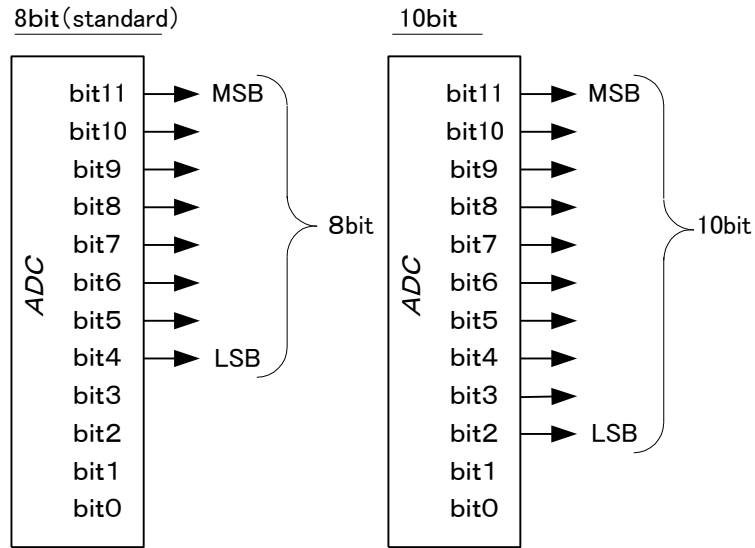 8bit(standard)
ADC
bit11 MSB
bit10
bit9
bit8
bit7
bit6
bit5
bit4 LSB
bit3
bit2
bit1
bit0
8bit
10bit
ADC
bit11 MSB
bit10
bit9
bit8
bit7
bit6
bit5
bit4
bit3
bit2 LSB
bit1
bit0
10bit